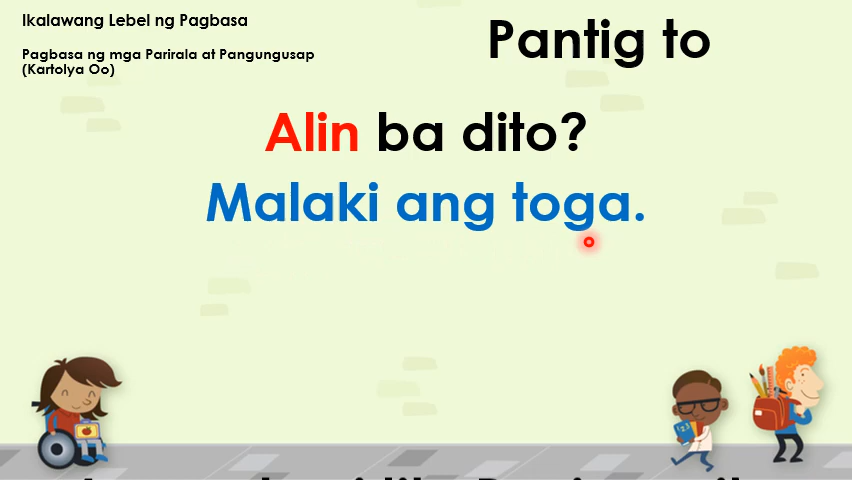 Ikalawang Lebel ng Pagbasa
Pagbasa ng mga Parirala at Pangungusap
(Kartolya Oo)
Pantig to
Alin ba dito?
Malaki ang toga.